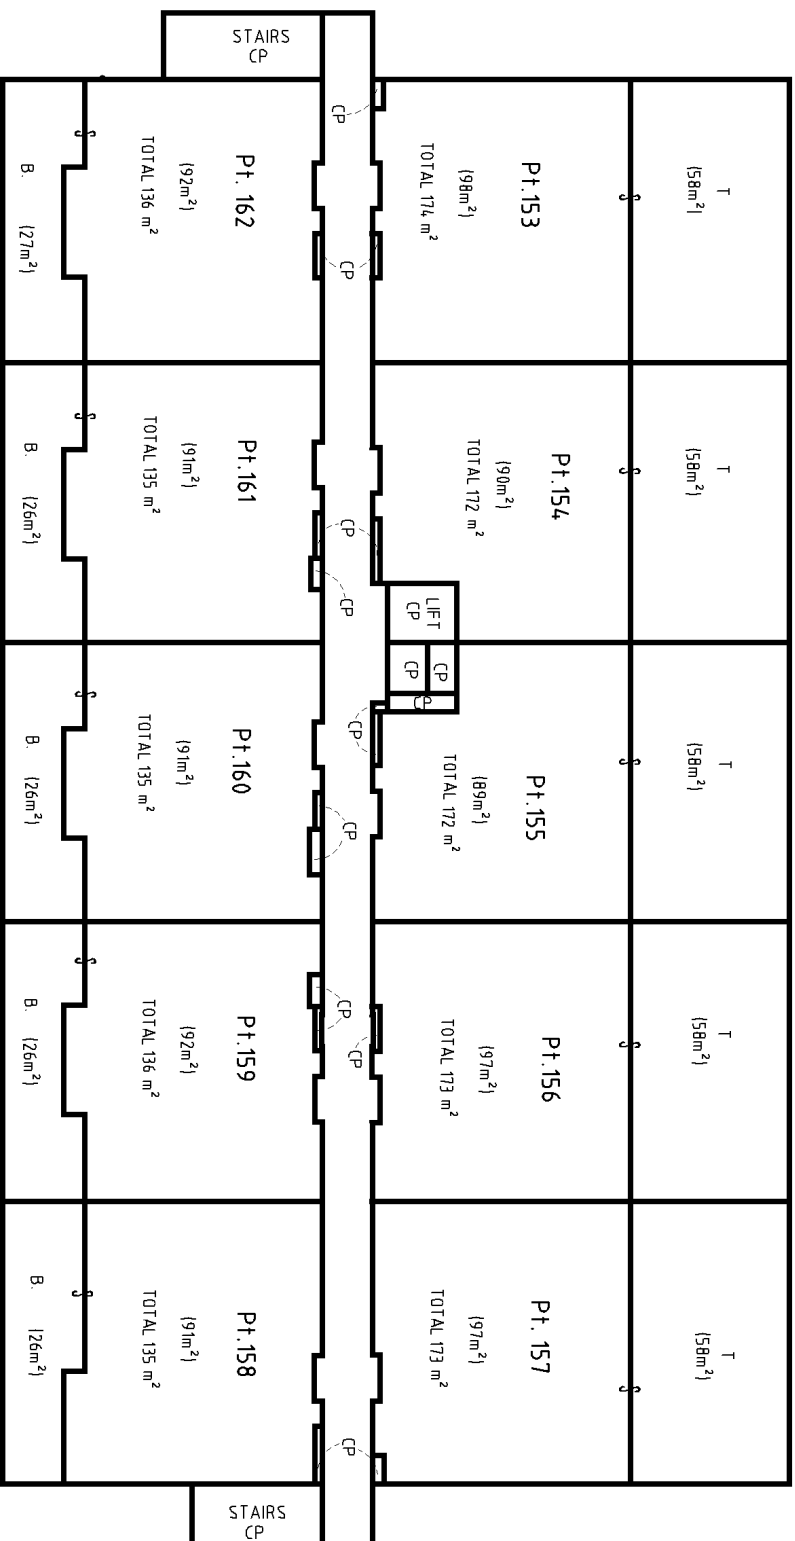 STAIRS
CP
CP
CP
Pt. 162
(92m²)
TOTAL 136 m²
B. (27m²)
Pt.153
(98m²)
TOTAL 174 m²
T
(58m²)
Pt.161
(91m²)
TOTAL 135 m²
B. (26m²)
CP
CP
Pt.154
(90m²)
TOTAL 172 m²
T
(58m²)
LIFT
CP
CP
CP
CP
CP
Pt.160
(91m²)
TOTAL 135 m²
B. (26m²)
CP
Pt.155
(89m²)
TOTAL 172 m²
T
(58m²)
Pt.159
(92m²)
TOTAL 136 m²
B. (26m²)
CP
CP
Pt.156
(97m²)
TOTAL 173 m²
T
(58m²)
Pt.158
(91m²)
TOTAL 135 m²
B. (26m²)
CP
Pt. 157
(97m²)
TOTAL 173 m²
T
(58m²)
STAIRS
CP